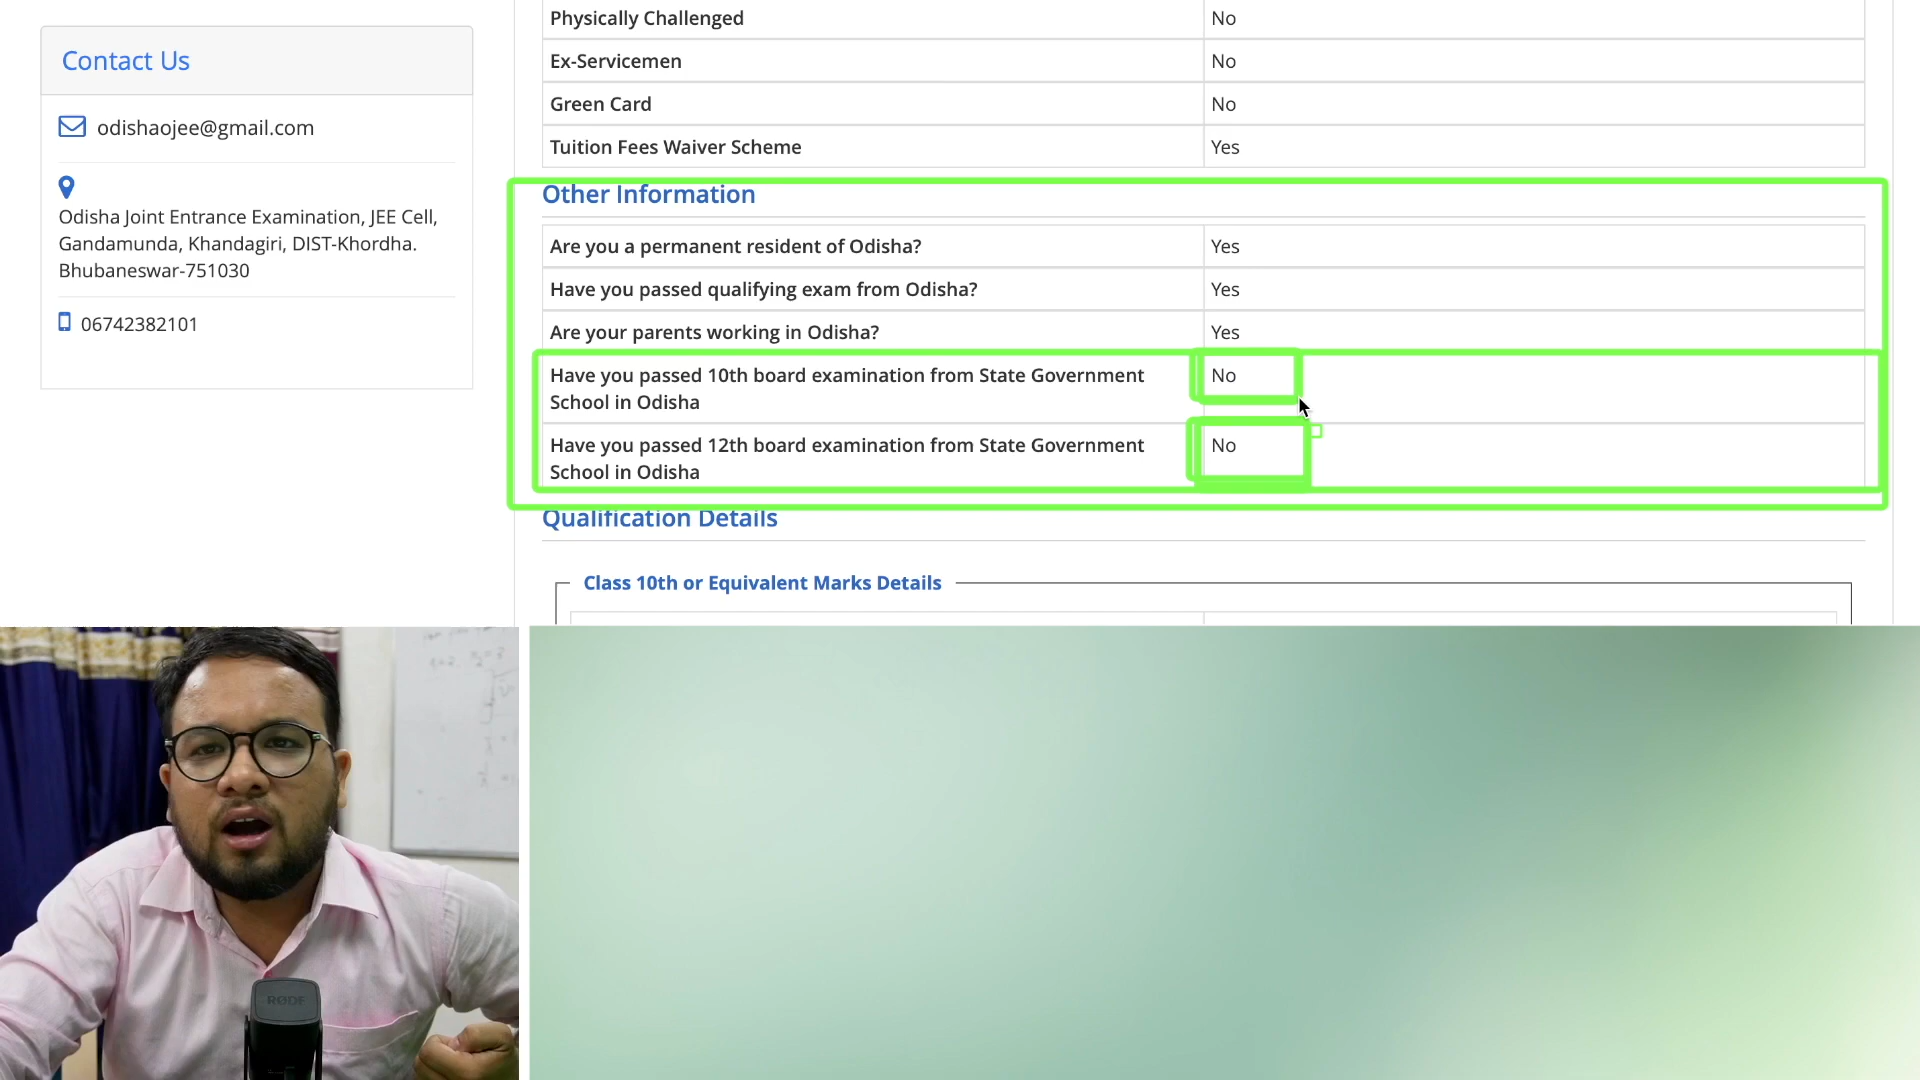 Contact Us
odishaojee@gmail.com
Odisha Joint Entrance Examination, JEE Cell,
Gandamunda, Khandagiri, DIST-Khordha.
Bhubaneswar-751030
06742382101
Physically Challenged No
Ex-Servicemen No
Green Card No
Tuition Fees Waiver Scheme Yes
Other Information
Are you a permanent resident of Odisha? Yes
Have you passed qualifying exam from Odisha? Yes
Are your parents working in Odisha? Yes
Have you passed 10th board examination from State Government No
School in Odisha
Have you passed 12th board examination from State Government No
School in Odisha
Qualification Details
Class 10th or Equivalent Marks Details
RØDE